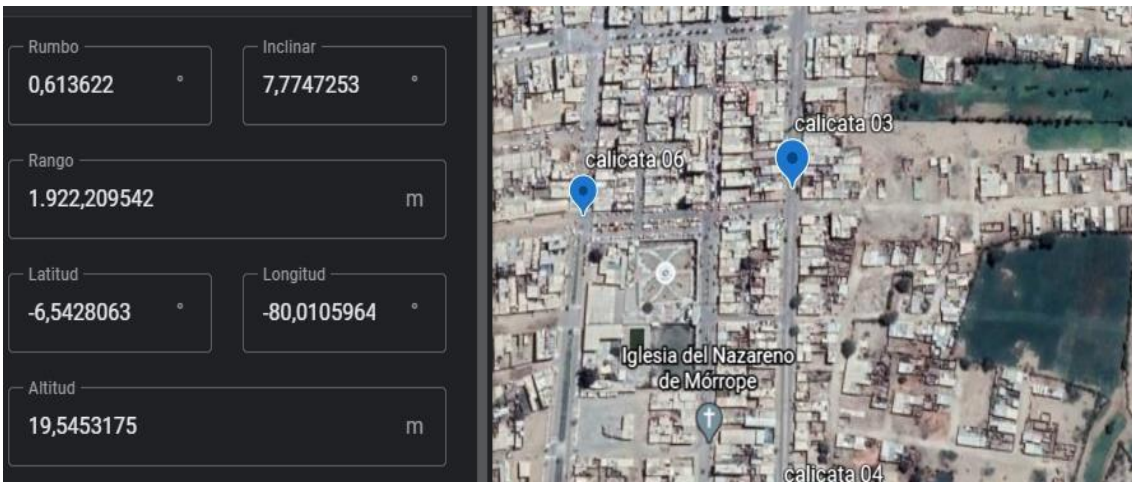 Rumbo
0,613622 °
Inclinar
7,7747253 °
Rango
1.922,209542 m
Latitud
-6,5428063 °
Longitud
-80,0105964 °
Altitud
19,5453175 m
calicata 03
calicata 06
Iglesia del Nazareno
de Mórrope
calicata 04